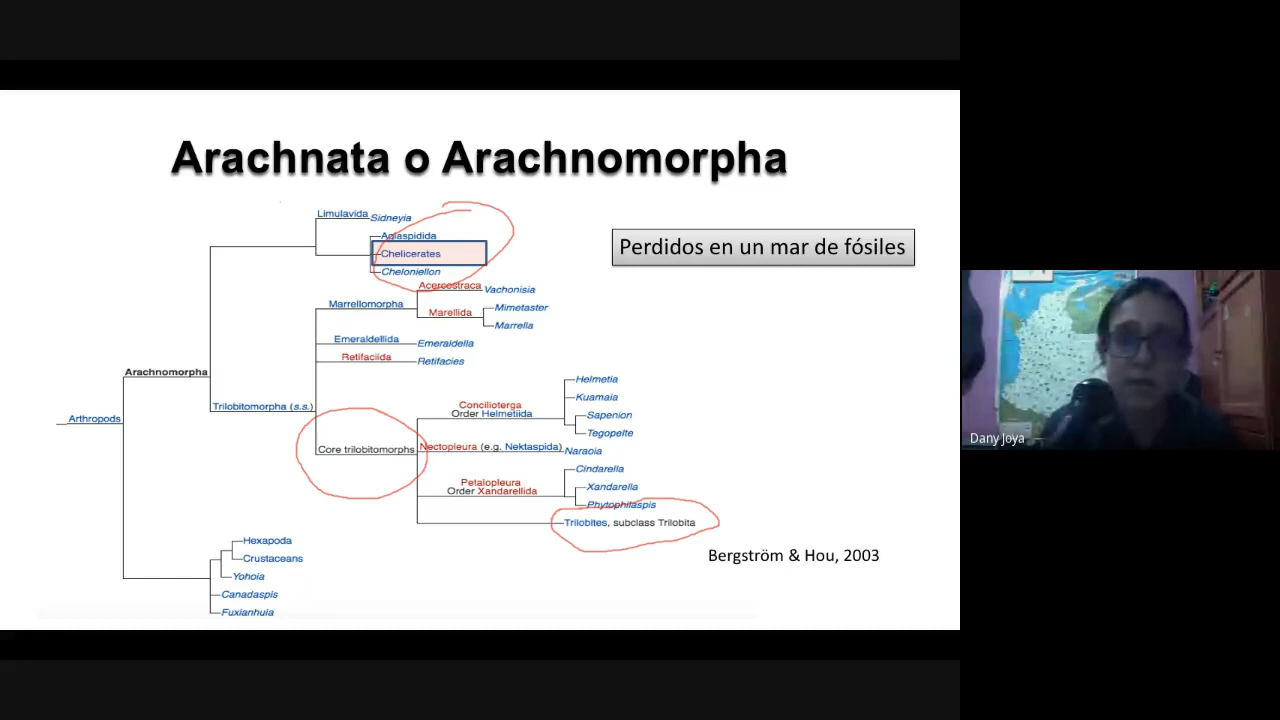 Arachnata o Arachnomorpha
Perdidos en un mar de fósiles
Limulavida
Sidneyia
Aglaspidida
Chelicerates
Cheloniellon
Acercostraca
Vachonisia
Marrellomorpha
Mimetaster
Marellida
Marrella
Emeraldellida
Emeraldella
Retifaciida
Retifacies
Arachnomorpha
Arthropods
Trilobitomorpha (s.s.)
Helmetia
Concilioterga
Order Helmetiida
Kuamaia
Sapenion
Tegopelte
Core trilobitomorphs
Nectopleura (e.g. Nektaspida)
Naraoia
Cindarella
Petalopleura
Order Xandarellida
Xandarella
Phytophilaspis
Trilobites, subclass Trilobita
Hexapoda
Crustaceans
Yohoia
Canadaspis
Fuxianhuia
Bergström & Hou, 2003
Dany Joya